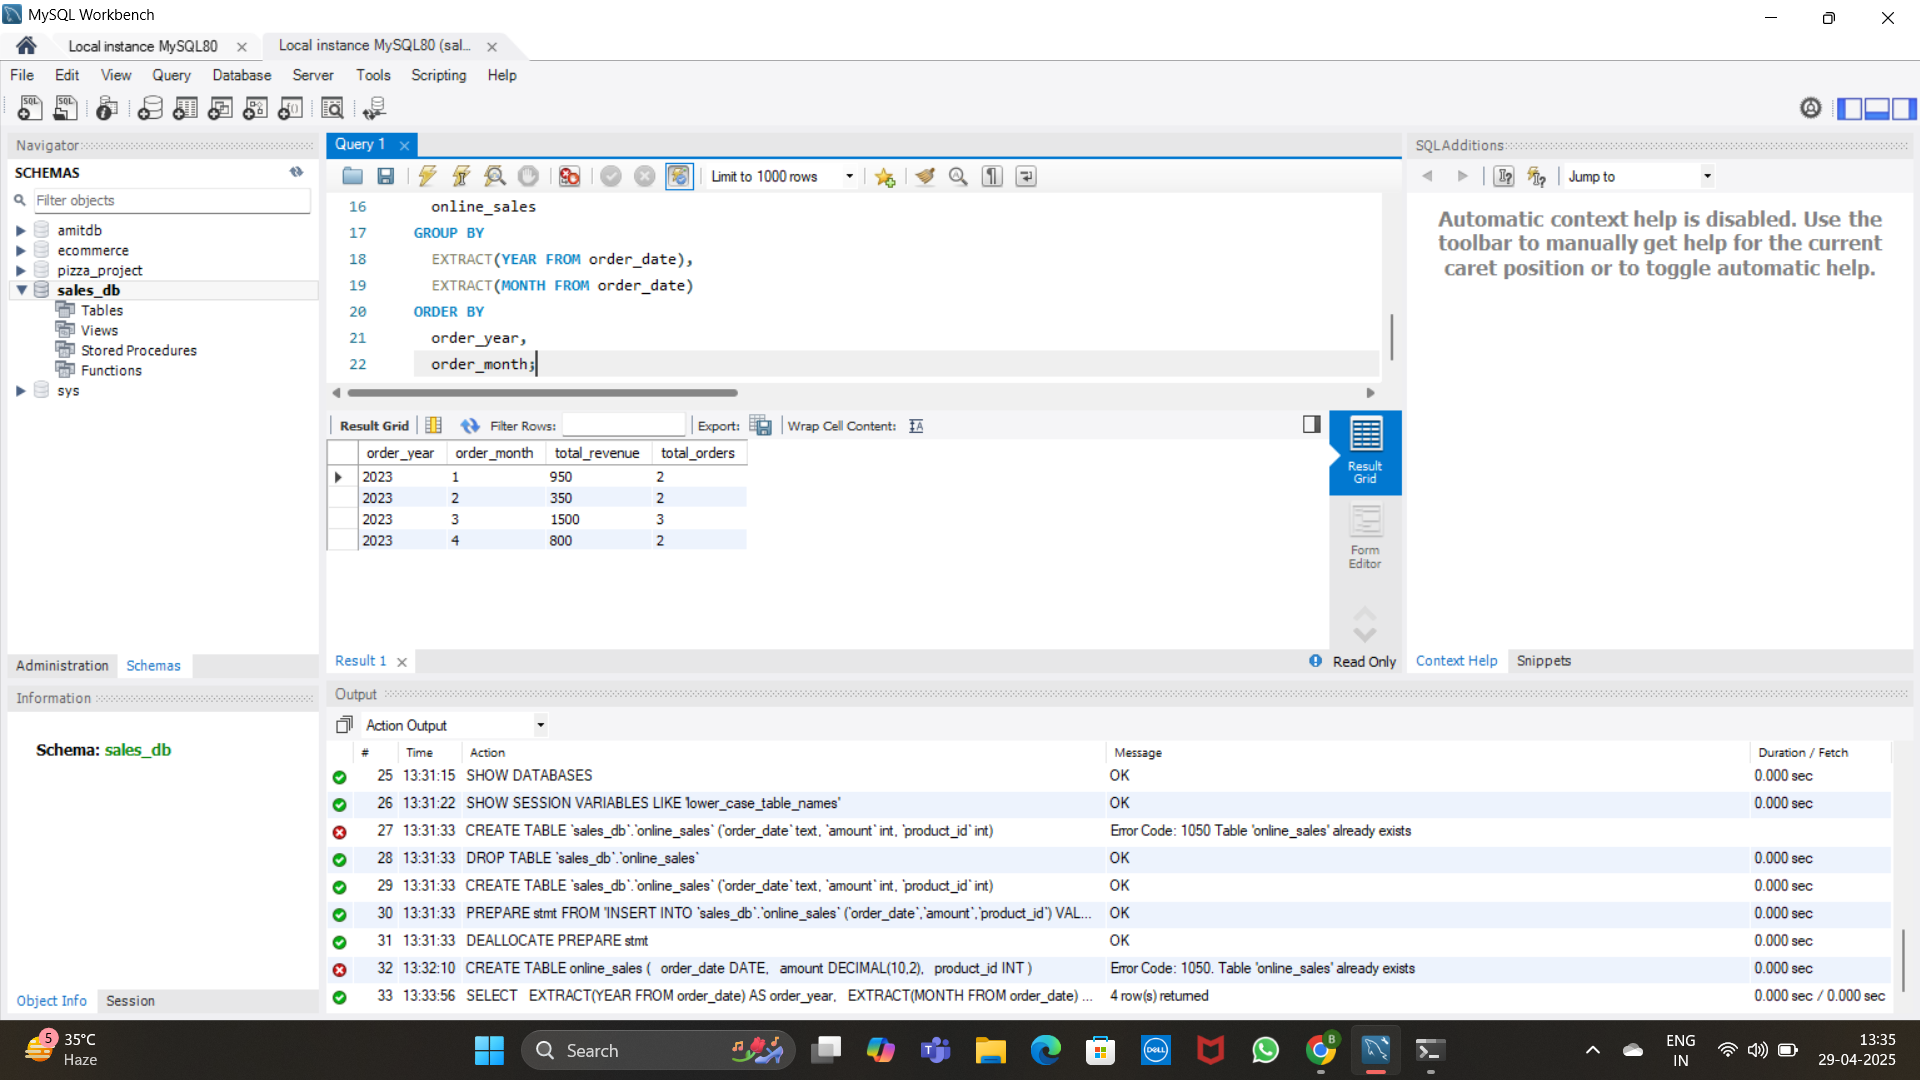 MySQL Workbench
Local instance MySQL80
Local instance MySQL80 (sal...
File Edit View Query Database Server Tools Scripting Help
Navigator
SCHEMAS
Filter objects
amitdb
ecommerce
pizza_project
sales_db
Tables
Views
Stored Procedures
Functions
sys
Administration Schemas
Information
Schema: sales_db
Object Info Session
Query 1
Limit to 1000 rows
16 online_sales
17 GROUP BY
18 EXTRACT(YEAR FROM order_date),
19 EXTRACT(MONTH FROM order_date)
20 ORDER BY
21 order_year,
22 order_month;
Result Grid Filter Rows: Export: Wrap Cell Content:
order_year order_month total_revenue total_orders
2023 1 950 2
2023 2 350 2
2023 3 1500 3
2023 4 800 2
Result
Grid
Form
Editor
Result 1
Read Only
SQLAdditions
Jump to
Automatic context help is disabled. Use the
toolbar to manually get help for the current
caret position or to toggle automatic help.
Context Help Snippets
Output
Action Output
# Time Action Message Duration / Fetch
25 13:31:15 SHOW DATABASES OK 0.000 sec
26 13:31:22 SHOW SESSION VARIABLES LIKE 'lower_case_table_names' OK 0.000 sec
27 13:31:33 CREATE TABLE `sales_db`.`online_sales` (`order_date` text, `amount` int, `product_id` int) Error Code: 1050 Table 'online_sales' already exists
28 13:31:33 DROP TABLE `sales_db`.`online_sales` OK 0.000 sec
29 13:31:33 CREATE TABLE `sales_db`.`online_sales` (`order_date` text, `amount` int, `product_id` int) OK 0.000 sec
30 13:31:33 PREPARE stmt FROM 'INSERT INTO `sales_db`.`online_sales` (`order_date`,`amount`,`product_id`) VAL... OK 0.000 sec
31 13:31:33 DEALLOCATE PREPARE stmt OK 0.000 sec
32 13:32:10 CREATE TABLE online_sales ( order_date DATE, amount DECIMAL(10,2), product_id INT ) Error Code: 1050. Table 'online_sales' already exists 0.000 sec
33 13:33:56 SELECT EXTRACT(YEAR FROM order_date) AS order_year, EXTRACT(MONTH FROM order_date) ... 4 row(s) returned 0.000 sec / 0.000 sec
5
35°C
Haze
Search
DELL
B
ENG
IN
13:35
29-04-2025